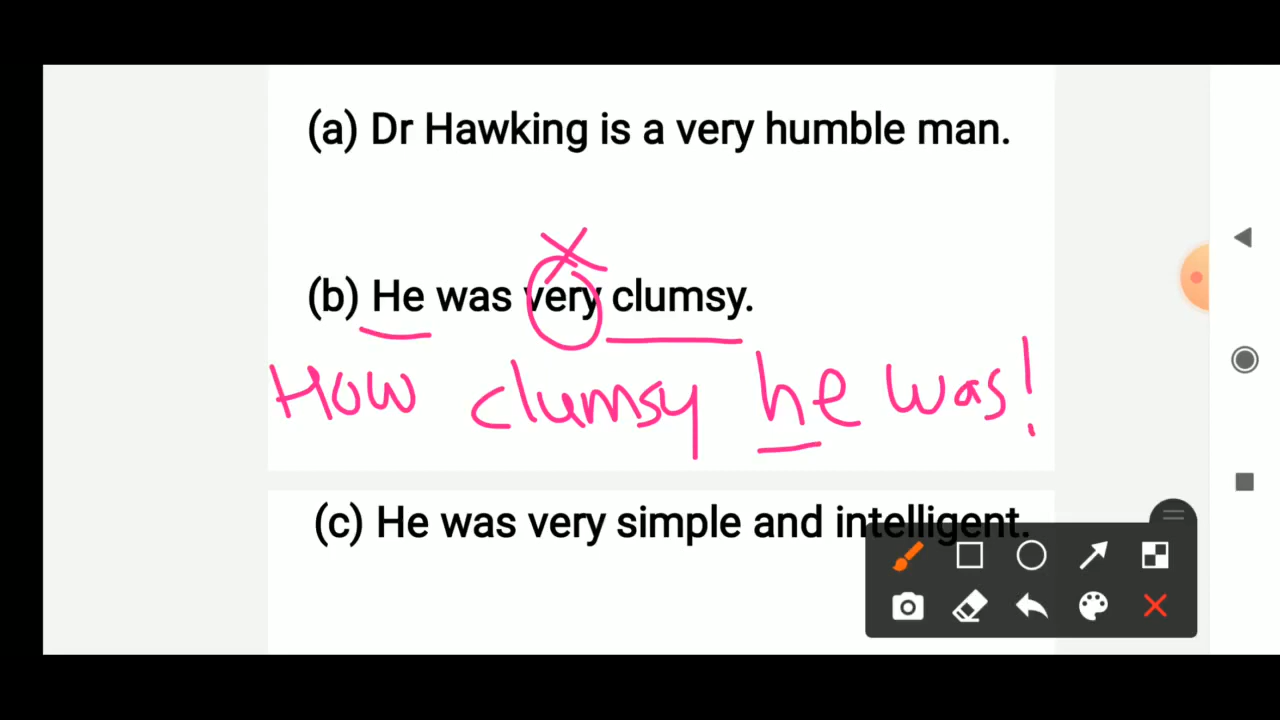 (a) Dr Hawking is a very humble man.
(b) He was very clumsy.
How clumsy he was!
(c) He was very simple and intelligent.